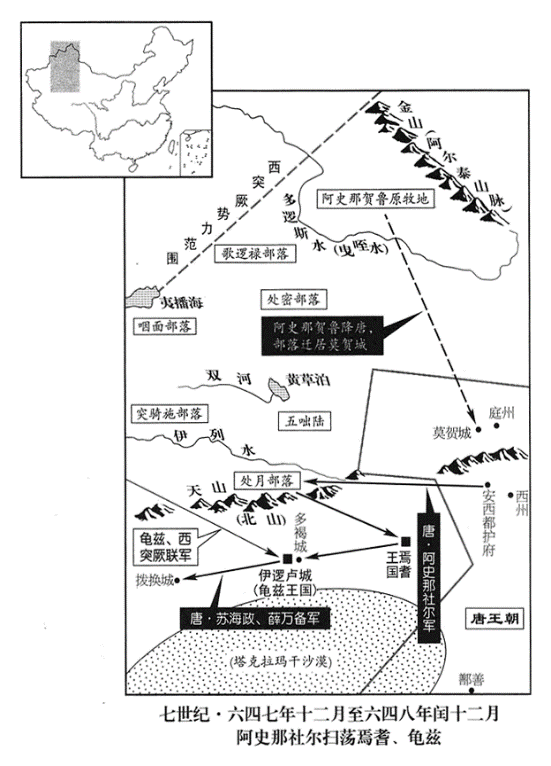 金山(阿尔泰山脉)
西突厥势力范围
多逻斯水(曳咥水)
阿史那贺鲁原牧地
歌逻禄部落
夷播海
咽面部落
处密部落
阿史那贺鲁降唐,
部落迁居莫贺城
双河
黄草泊
突骑施部落
五咄陆
伊列水
庭州
莫贺城
处月部落
天山
(北山)
安西都护府
西州
多褐城
龟兹、西
突厥联军
焉耆
王国
唐·阿史那社尔军
拨换城
伊逻卢城
(龟兹王国)
唐·苏海政、薛万备军
唐王朝
(塔克拉玛干沙漠)
鄯善
七世纪·六四七年十二月至六四八年闰十二月
阿史那社尔扫荡焉耆、龟兹